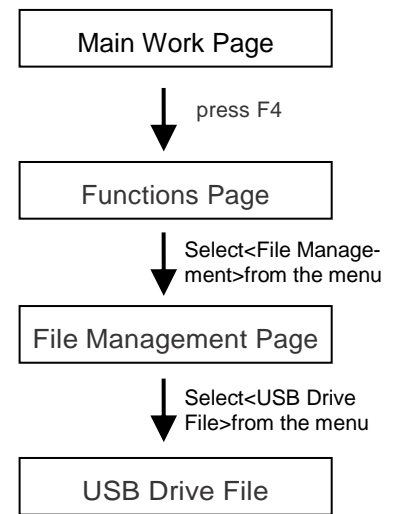 Main Work Page
press F4
Functions Page
Select<File Manage-
ment>from the menu
File Management Page
Select<USB Drive
File>from the menu
USB Drive File